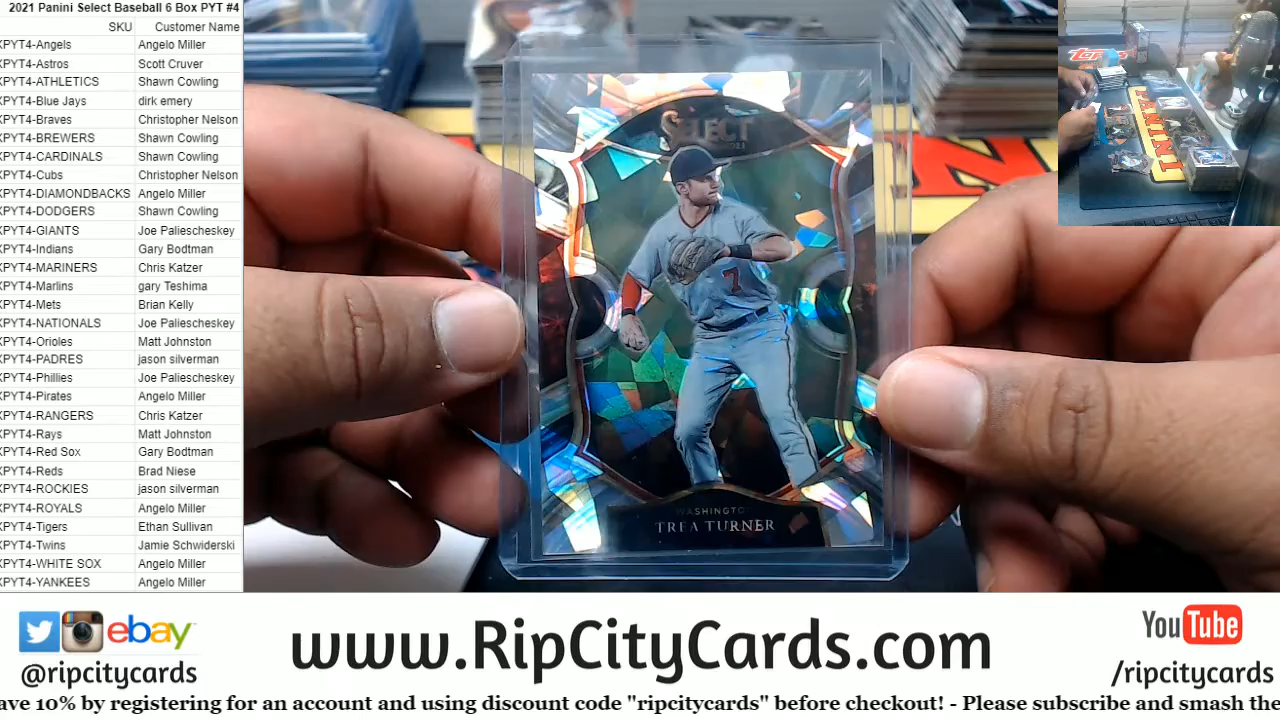 2021 Panini Select Baseball 6 Box PYT #4
SKU Customer Name
XPYT4-Angels Angelo Miller
XPYT4-Astros Scott Cruver
XPYT4-ATHLETICS Shawn Cowling
XPYT4-Blue Jays dirk emery
XPYT4-Braves Christopher Nelson
XPYT4-BREWERS Shawn Cowling
XPYT4-CARDINALS Shawn Cowling
XPYT4-Cubs Christopher Nelson
XPYT4-DIAMONDBACKS Angelo Miller
XPYT4-DODGERS Shawn Cowling
XPYT4-GIANTS Joe Paliescheskey
XPYT4-Indians Gary Bodtman
XPYT4-MARINERS Chris Katzer
XPYT4-Marlins gary Teshima
XPYT4-Mets Brian Kelly
XPYT4-NATIONALS Joe Paliescheskey
XPYT4-Orioles Matt Johnston
XPYT4-PADRES jason silverman
XPYT4-Phillies Joe Paliescheskey
XPYT4-Pirates Angelo Miller
XPYT4-RANGERS Chris Katzer
XPYT4-Rays Matt Johnston
XPYT4-Red Sox Gary Bodtman
XPYT4-Reds Brad Niese
XPYT4-ROCKIES jason silverman
XPYT4-ROYALS Angelo Miller
XPYT4-Tigers Ethan Sullivan
XPYT4-Twins Jamie Schwiderski
XPYT4-WHITE SOX Angelo Miller
XPYT4-YANKEES Angelo Miller
SELECT
2021
7
WASHINGTO
TREA TURNER
TOPPS
PANINI
ebay
@ripcitycards
www.RipCityCards.com
YouTube
/ripcitycards
ave 10% by registering for an account and using discount code "ripcitycards" before checkout! - Please subscribe and smash the